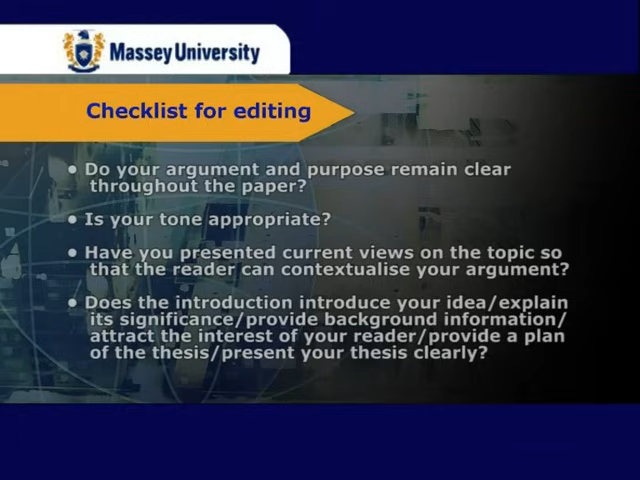 Massey University
Checklist for editing
• Do your argument and purpose remain clear
throughout the paper?
• Is your tone appropriate?
• Have you presented current views on the topic so
that the reader can contextualise your argument?
• Does the introduction introduce your idea/explain
its significance/provide background information/
attract the interest of your reader/provide a plan
of the thesis/present your thesis clearly?